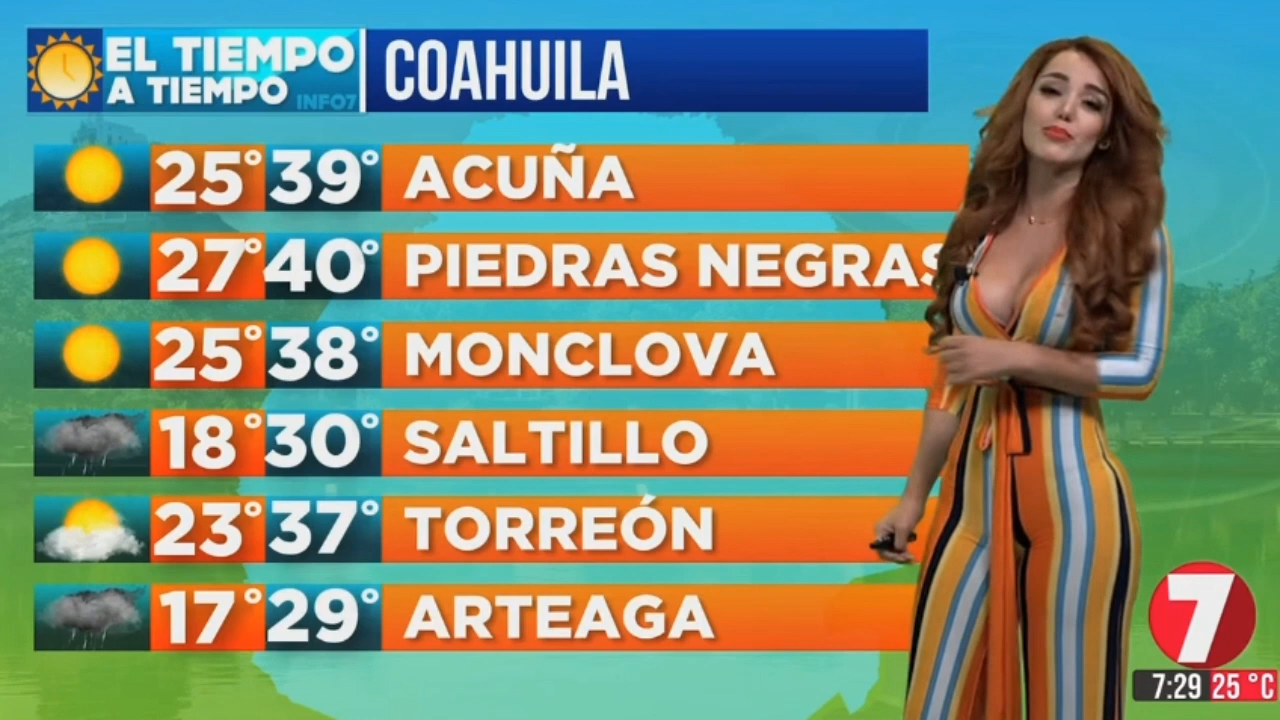 EL TIEMPO
A TIEMPO
INFO7
COAHUILA
25° 39° ACUÑA
27° 40° PIEDRAS NEGRAS
25° 38° MONCLOVA
18° 30° SALTILLO
23° 37° TORREÓN
17° 29° ARTEAGA
7
7:29 25 °C